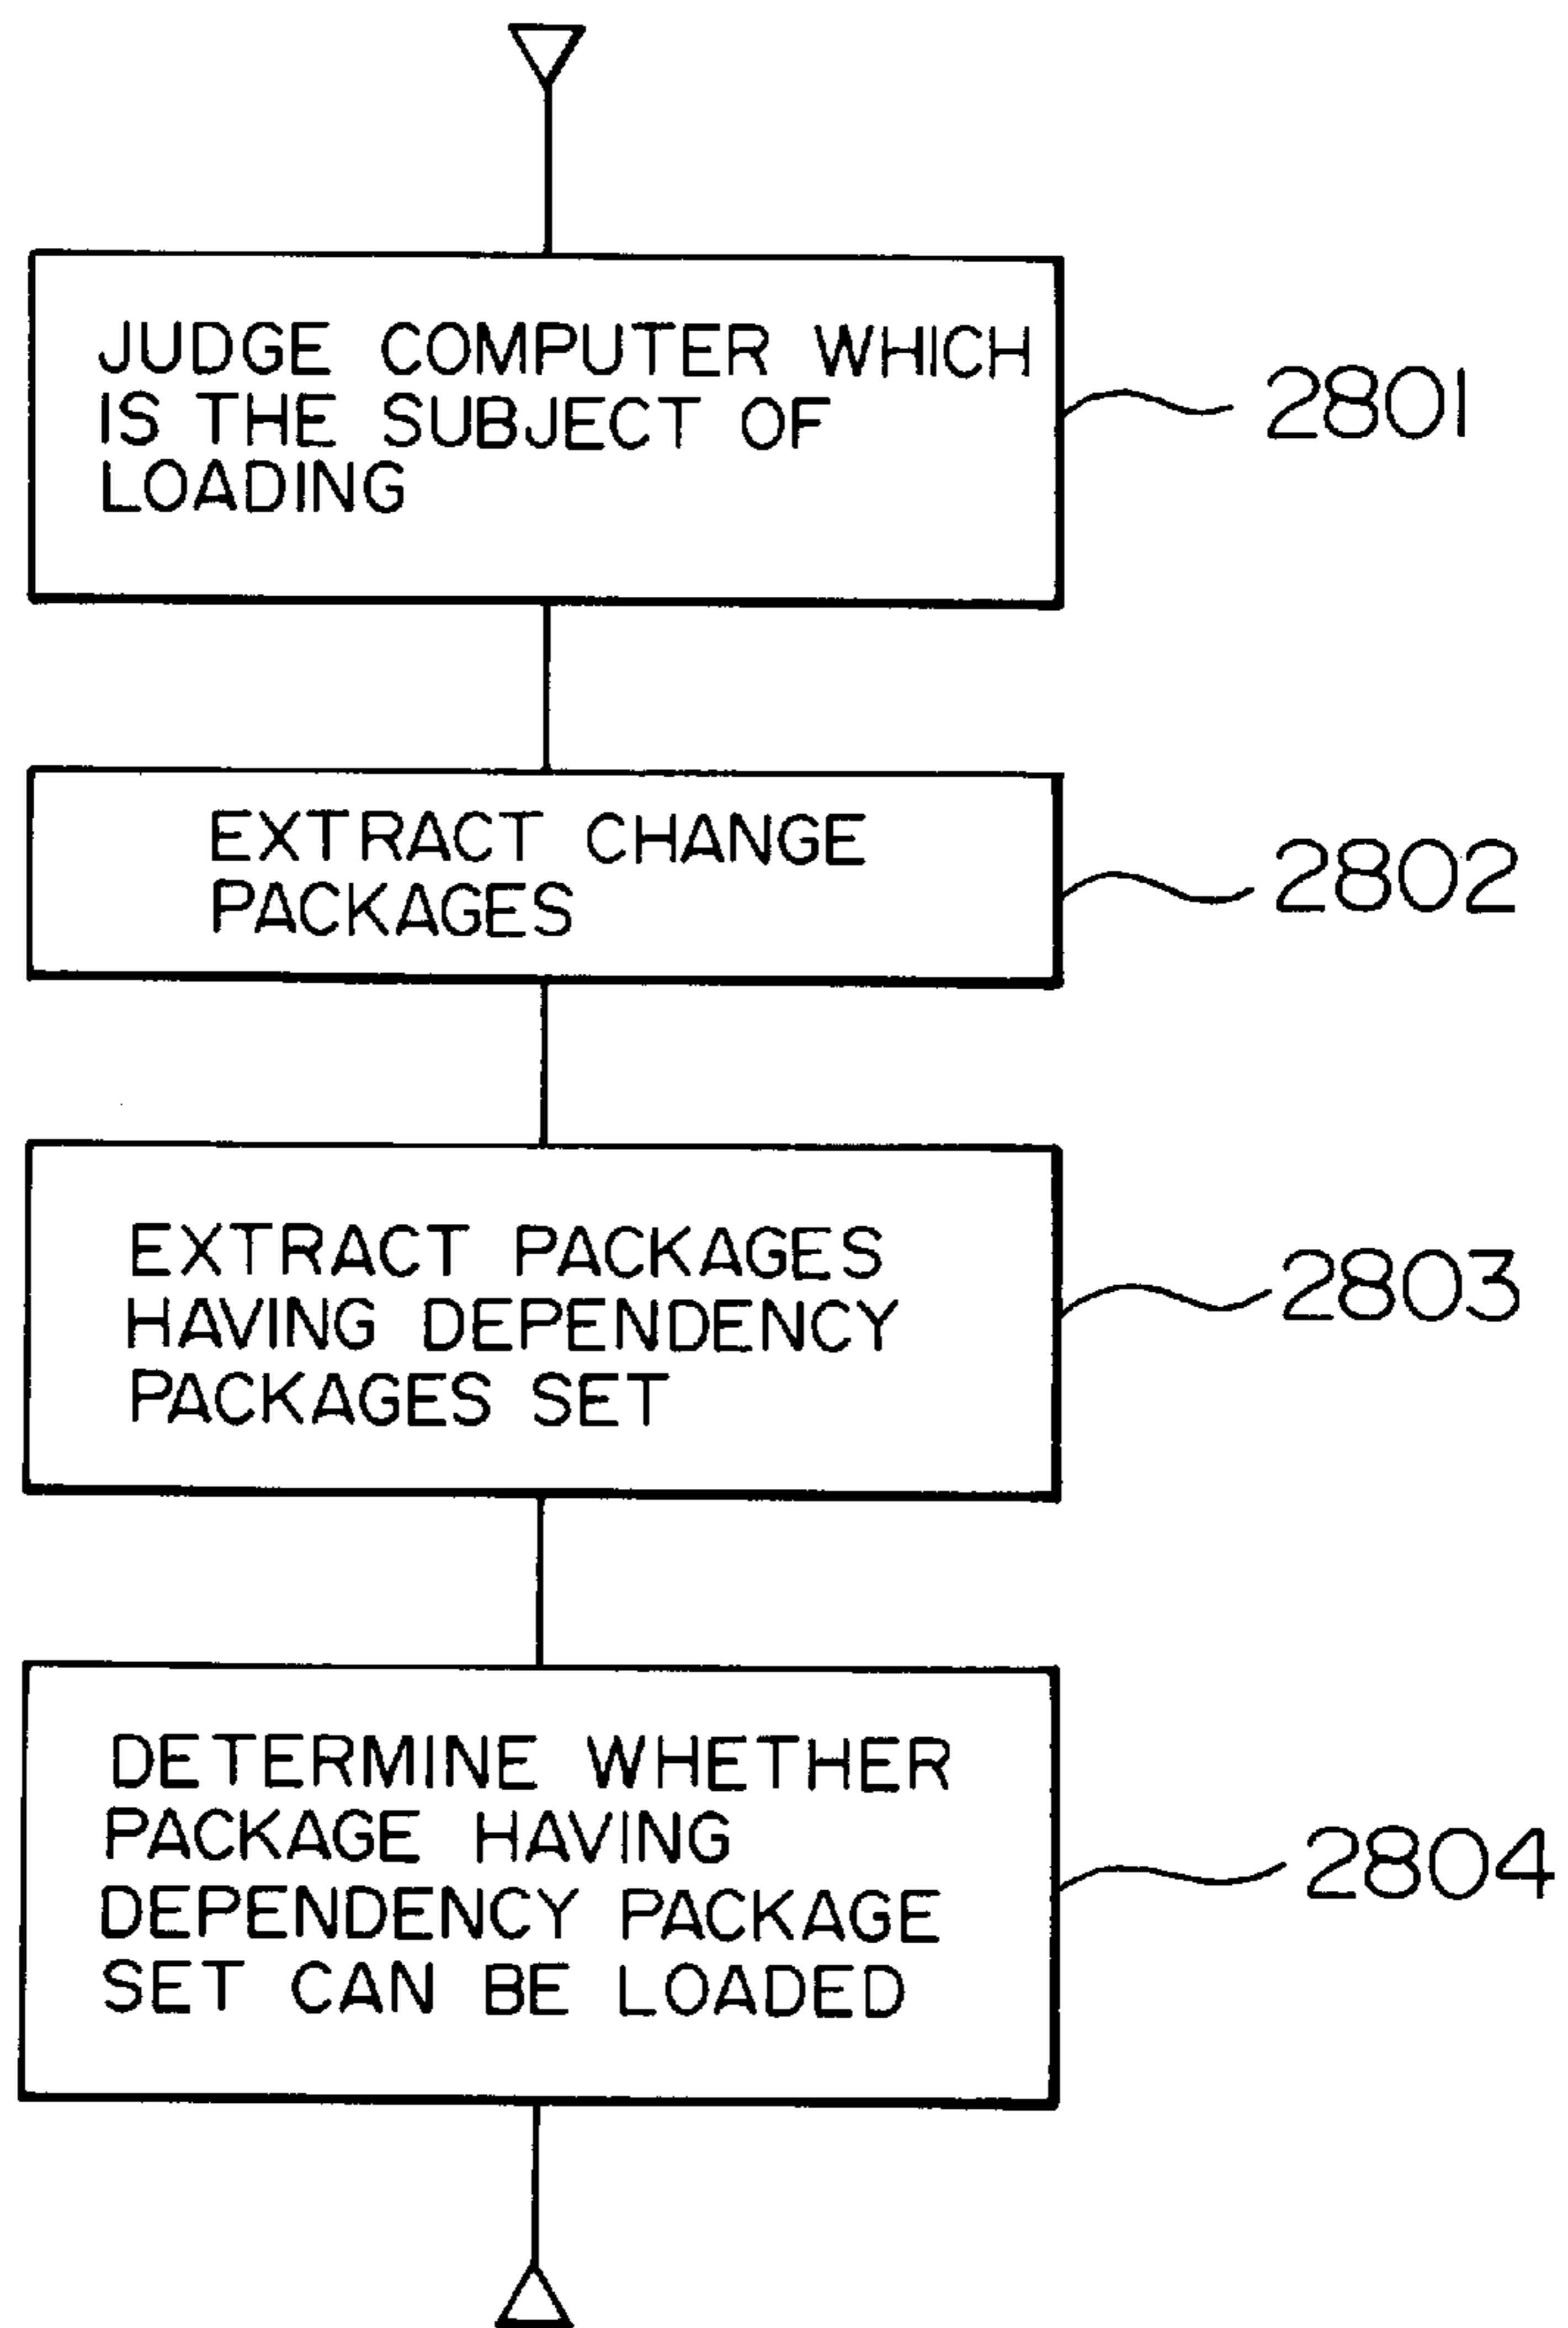 JUDGE COMPUTER WHICH
IS THE SUBJECT OF
LOADING
2801
EXTRACT CHANGE
PACKAGES
2802
EXTRACT PACKAGES
HAVING DEPENDENCY
PACKAGES SET
2803
DETERMINE WHETHER
PACKAGE HAVING
DEPENDENCY PACKAGE
SET CAN BE LOADED
2804